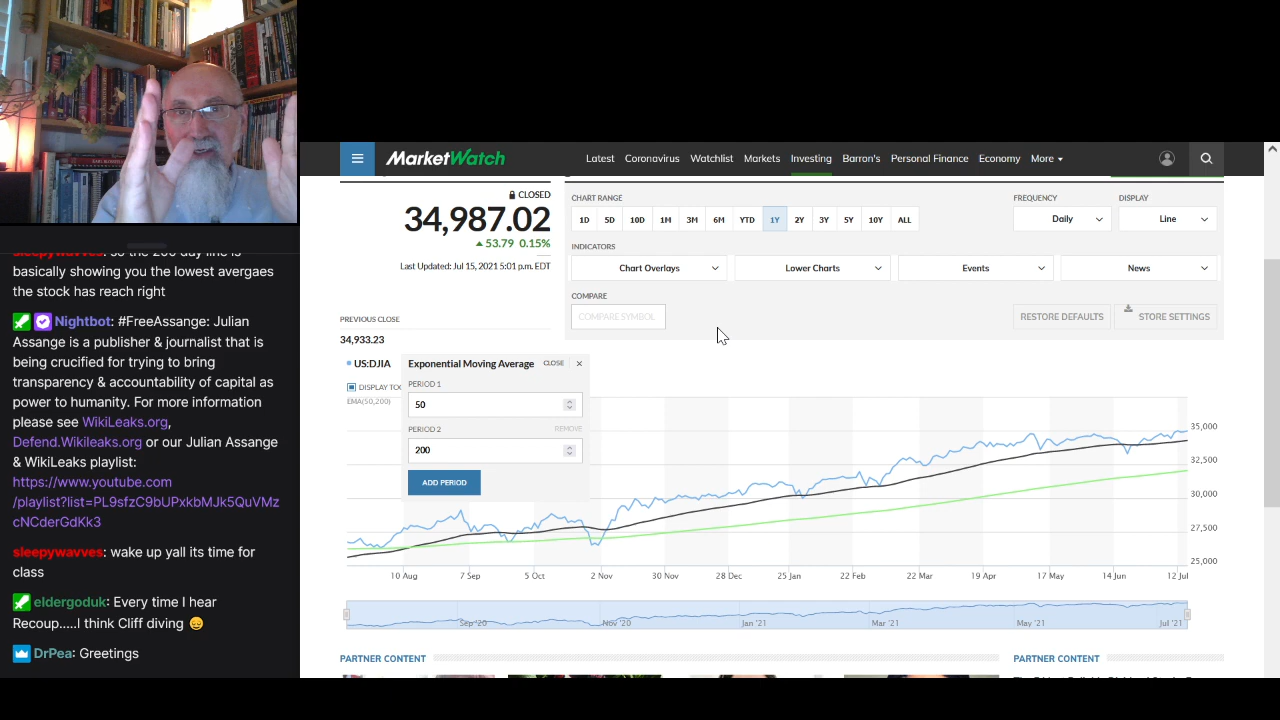 MarketWatch
Latest Coronavirus Watchlist Markets Investing Barron's Personal Finance Economy More
CLOSED
34,987.02
53.79 0.15%
Last Updated: Jul 15, 2021 5:01 p.m. EDT
PREVIOUS CLOSE
34,933.23
CHART RANGE
1D 5D 10D 1M 3M 6M YTD 1Y 2Y 3Y 5Y 10Y ALL
FREQUENCY
Daily
DISPLAY
Line
INDICATORS
Chart Overlays
Lower Charts
Events
News
COMPARE
COMPARE SYMBOL
RESTORE DEFAULTS
STORE SETTINGS
US:DJIA
DISPLAY TOO
EMA(50,200)
Exponential Moving Average CLOSE ×
PERIOD 1
50
PERIOD 2 REMOVE
200
ADD PERIOD
35,000
32,500
30,000
27,500
25,000
10 Aug 7 Sep 5 Oct 2 Nov 30 Nov 28 Dec 25 Jan 22 Feb 22 Mar 19 Apr 17 May 14 Jun 12 Jul
Sep '20 Nov '20 Jan '21 Mar '21 May '21 Jul '21
PARTNER CONTENT
PARTNER CONTENT
sleepywavves: so the 200 day line is
basically showing you the lowest avergaes
the stock has reach right
Nightbot: #FreeAssange: Julian
Assange is a publisher & journalist that is
being crucified for trying to bring
transparency & accountability of capital as
power to humanity. For more information
please see WikiLeaks.org,
Defend.Wikileaks.org or our Julian Assange
& WikiLeaks playlist:
https://www.youtube.com
/playlist?list=PL9sfzC9bUPxkbMJk5QuVMz
cNCderGdKk3
sleepywavves: wake up yall its time for
class
eldergoduk: Every time I hear
Recoup.....I think Cliff diving 😔
DrPea: Greetings